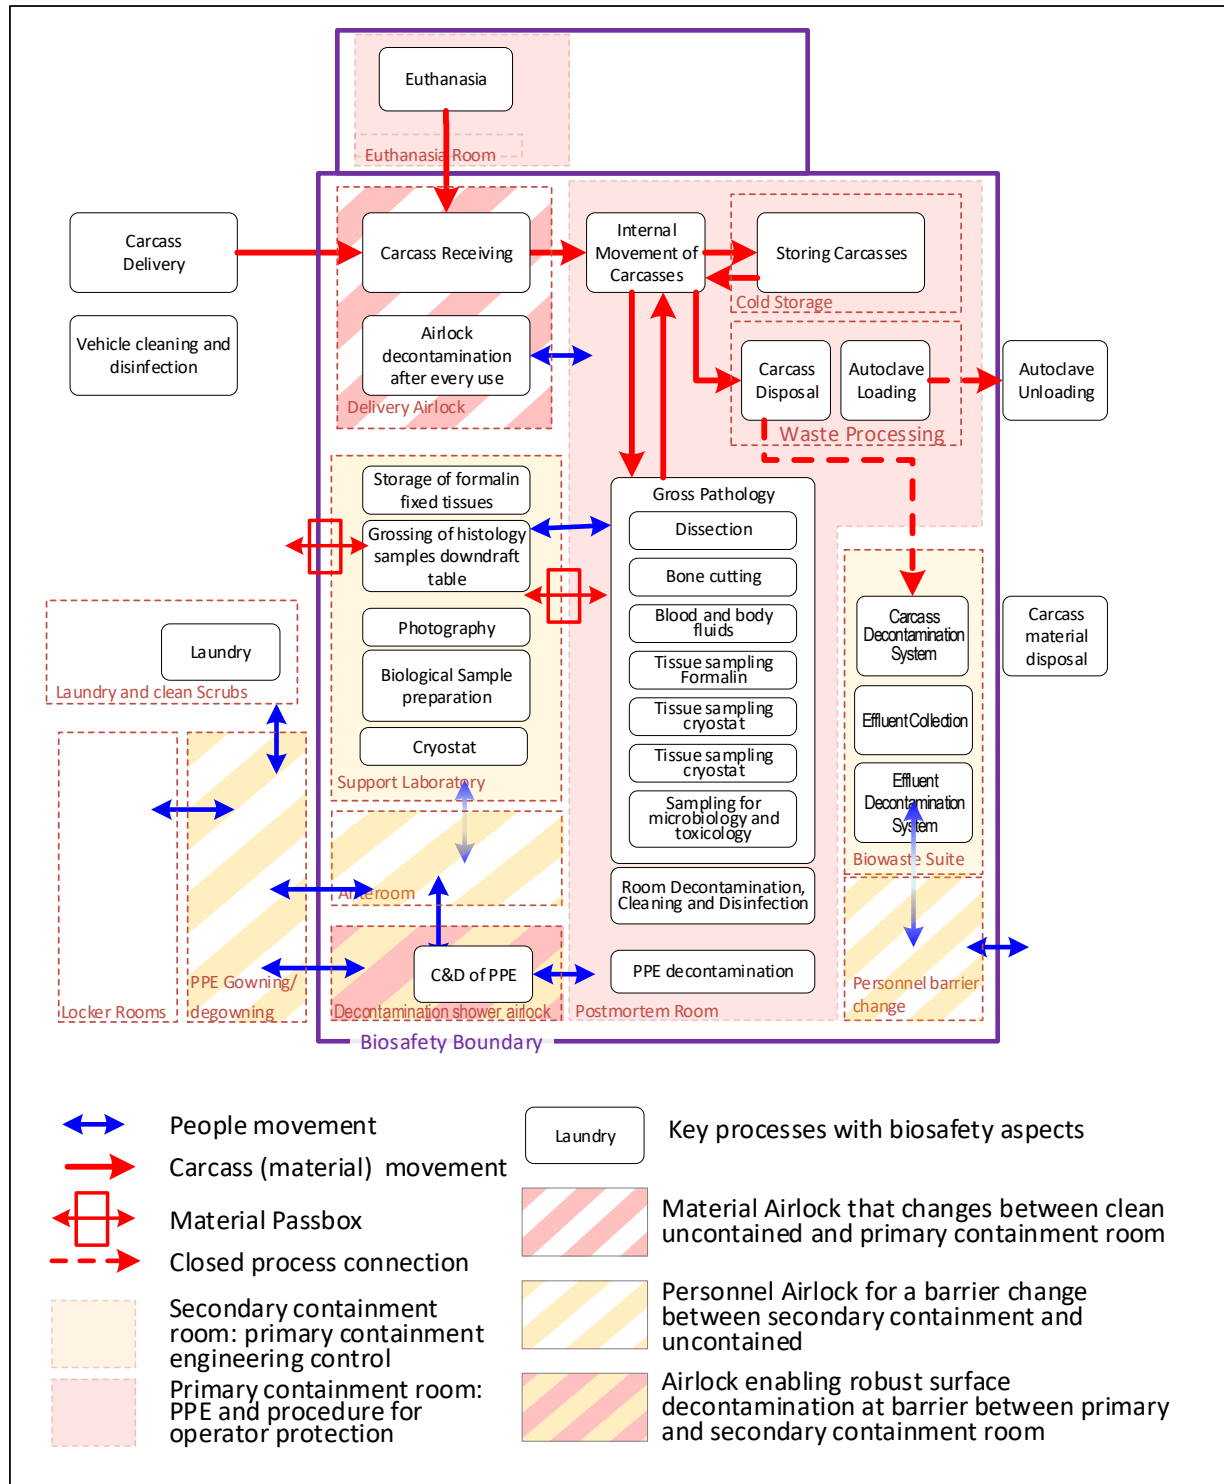 Euthanasia
Euthanasia Room
Carcass
Delivery
Carcass Receiving
Internal
Movement of
Carcasses
Storing Carcasses
Cold Storage
Vehicle cleaning and
disinfection
Airlock
decontamination
after every use
Delivery Airlock
Carcass
Disposal
Autoclave
Loading
Autoclave
Unloading
Waste Processing
Storage of formalin
fixed tissues
Grossing of histology
samples downdraft
table
Photography
Biological Sample
preparation
Cryostat
Support Laboratory
Gross Pathology
Dissection
Bone cutting
Blood and body
fluids
Tissue sampling
Formalin
Tissue sampling
cryostat
Tissue sampling
cryostat
Sampling for
microbiology and
toxicology
Room Decontamination,
Cleaning and Disinfection
PPE decontamination
Postmortem Room
Carcass
Decontamination
System
Effluent Collection
Effluent
Decontamination
System
Biowaste Suite
Carcass
material
disposal
Personnel barrier
change
Laundry
Laundry and clean Scrubs
Locker Rooms
PPE Gowning/
degowning
Anteroom
C&D of PPE
Decontamination shower airlock
Biosafety Boundary
People movement
Carcass (material) movement
Material Passbox
Closed process connection
Secondary containment
room: primary containment
engineering control
Primary containment room:
PPE and procedure for
operator protection
Laundry
Key processes with biosafety aspects
Material Airlock that changes between clean
uncontained and primary containment room
Personnel Airlock for a barrier change
between secondary containment and
uncontained
Airlock enabling robust surface
decontamination at barrier between primary
and secondary containment room